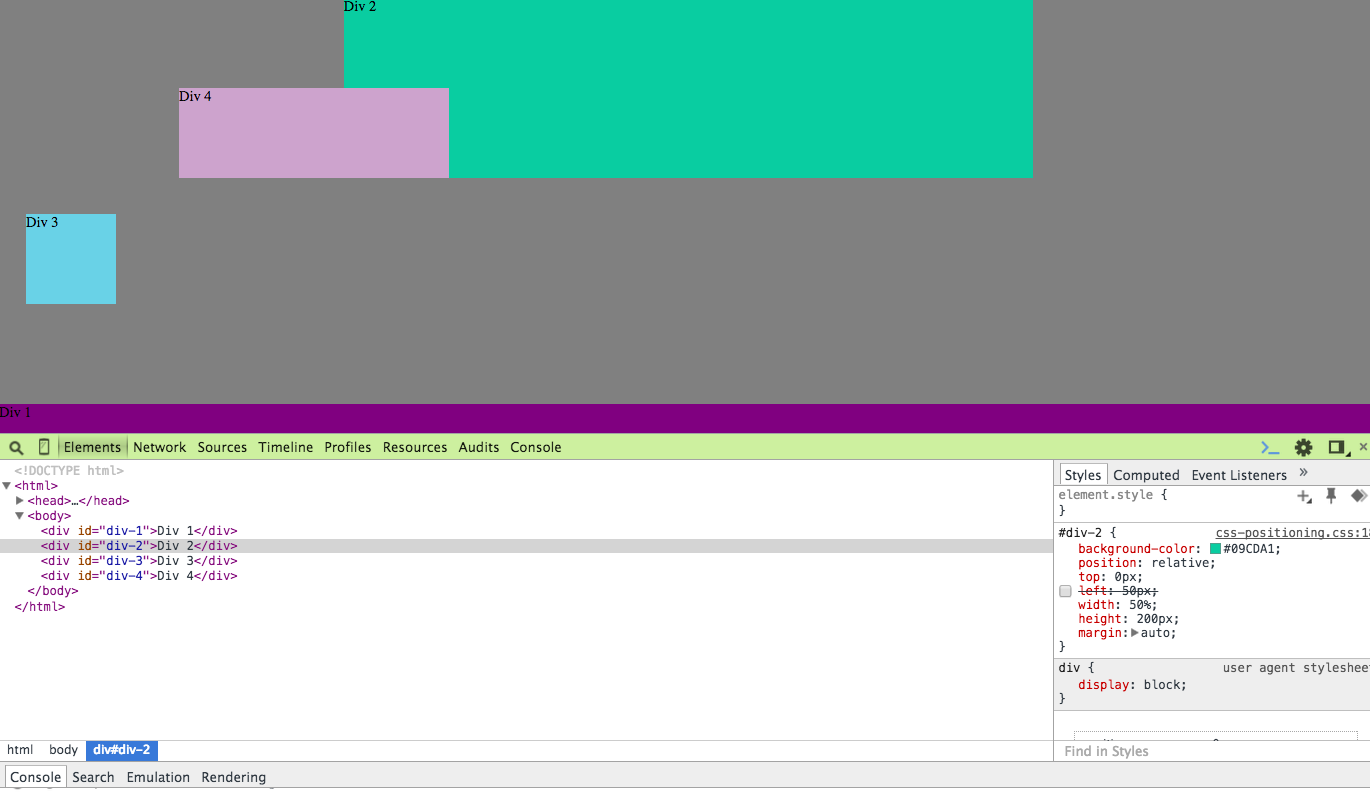 Div 2
Div 4
Div 3
Div 1
Elements Network Sources Timeline Profiles Resources Audits Console
<!DOCTYPE html>
<html>
<head>…</head>
<body>
<div id="div-1">Div 1</div>
<div id="div-2">Div 2</div>
<div id="div-3">Div 3</div>
<div id="div-4">Div 4</div>
</body>
</html>
Styles Computed Event Listeners »
element.style {
}
#div-2 { css-positioning.css:18
background-color: #09CDA1;
position: relative;
top: 0px;
left: 50px;
width: 50%;
height: 200px;
margin: auto;
}
div { user agent stylesheet
display: block;
}
Find in Styles
html body div#div-2
Console Search Emulation Rendering